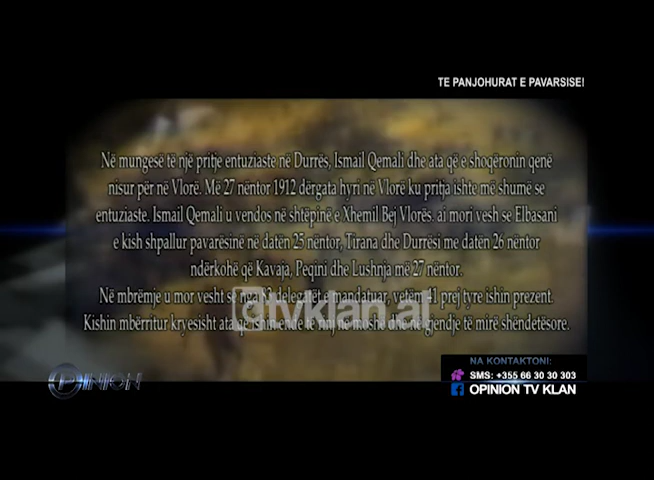 TE PANJOHURAT E PAVARSISE!
Në mungesë të një pritje entuziaste në Durrës, Ismail Qemali dhe ata që e shoqëronin qenë
nisur për në Vlorë. Më 27 nëntor 1912 dërgata hyri në Vlorë ku pritja ishte më shumë se
entuziaste. Ismail Qemali u vendos në shtëpinë e Xhemil Bej Vlorës. ai mori vesh se Elbasani
e kish shpallur pavarësinë në datën 25 nëntor, Tirana dhe Durrësi me datën 26 nëntor
ndërkohë që Kavaja, Peqini dhe Lushnja më 27 nëntor.
Në mbrëmje u mor vesht se nga delegatët e mandatuar, vetëm 41 prej tyre ishin prezent.
Kishin mbërritur kryesisht ata që ishin ende të rinj në moshë dhe në gjendje të mirë shëndetësore.
@tvklan.al
NA KONTAKTONI:
SMS: +355 66 30 30 303
OPINION TV KLAN
OPINION